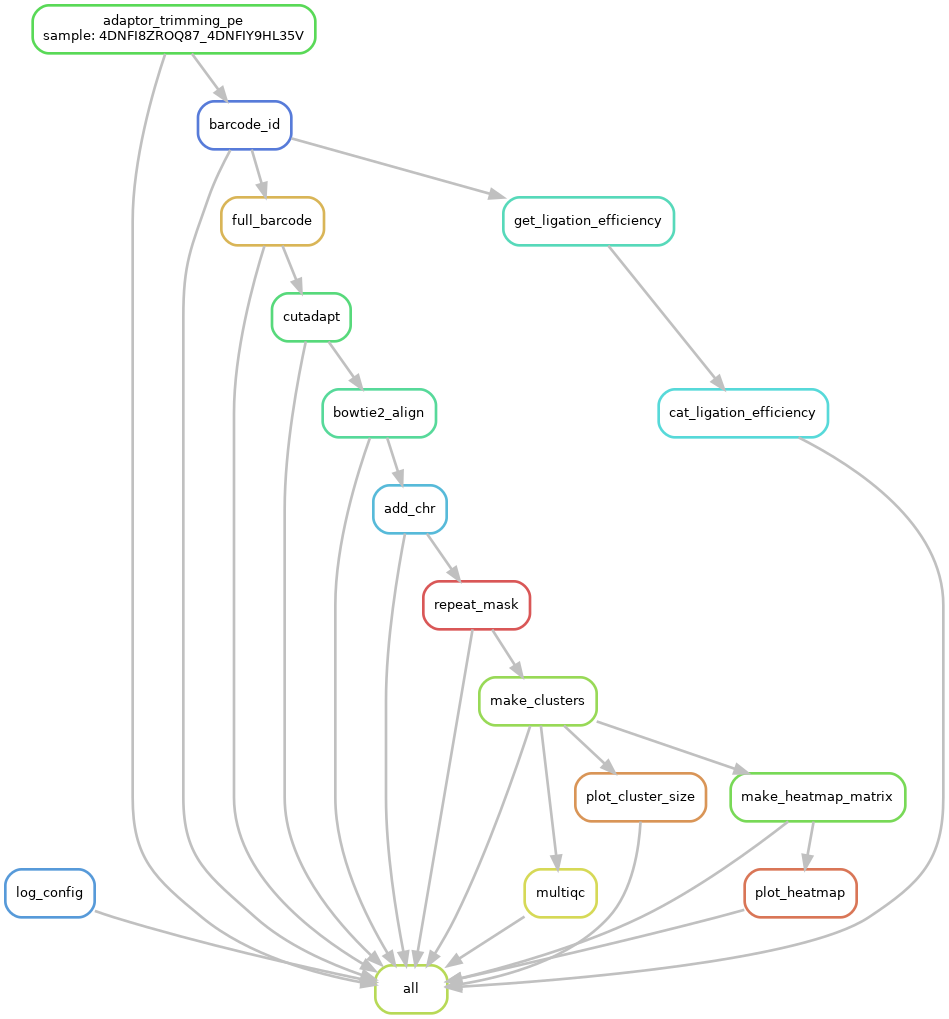 adaptor_trimming_pe
sample: 4DNFI8ZROQ87_4DNFIY9HL35V
barcode_id
full_barcode
get_ligation_efficiency
cutadapt
bowtie2_align
cat_ligation_efficiency
add_chr
repeat_mask
make_clusters
plot_cluster_size
make_heatmap_matrix
log_config
multiqc
plot_heatmap
all